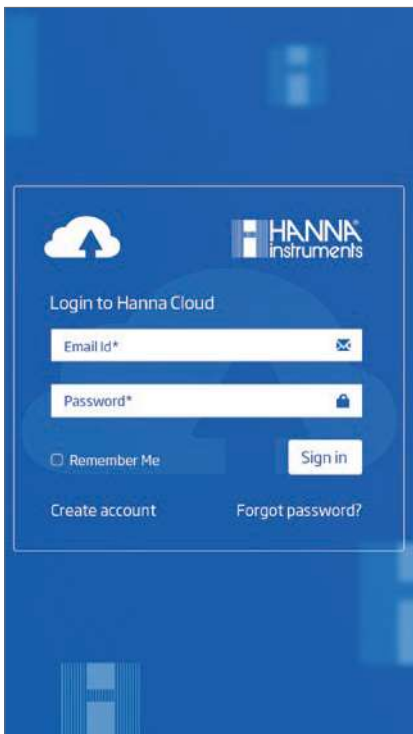 HANNA®
instruments
Login to Hanna Cloud
Email Id*
Password*
Remember Me
Sign in
Create account
Forgot password?